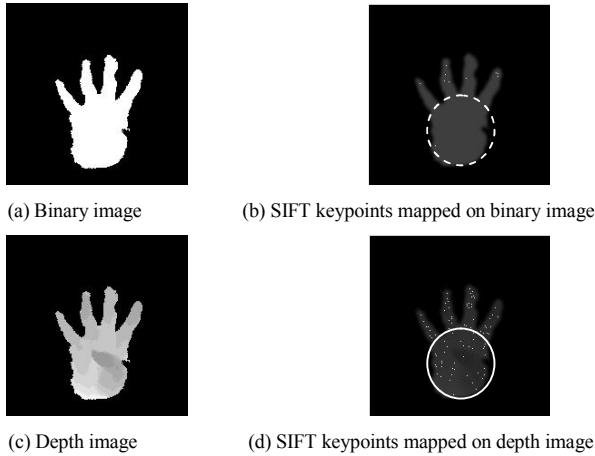 (a) Binary image
(b) SIFT keypoints mapped on binary image
(c) Depth image
(d) SIFT keypoints mapped on depth image